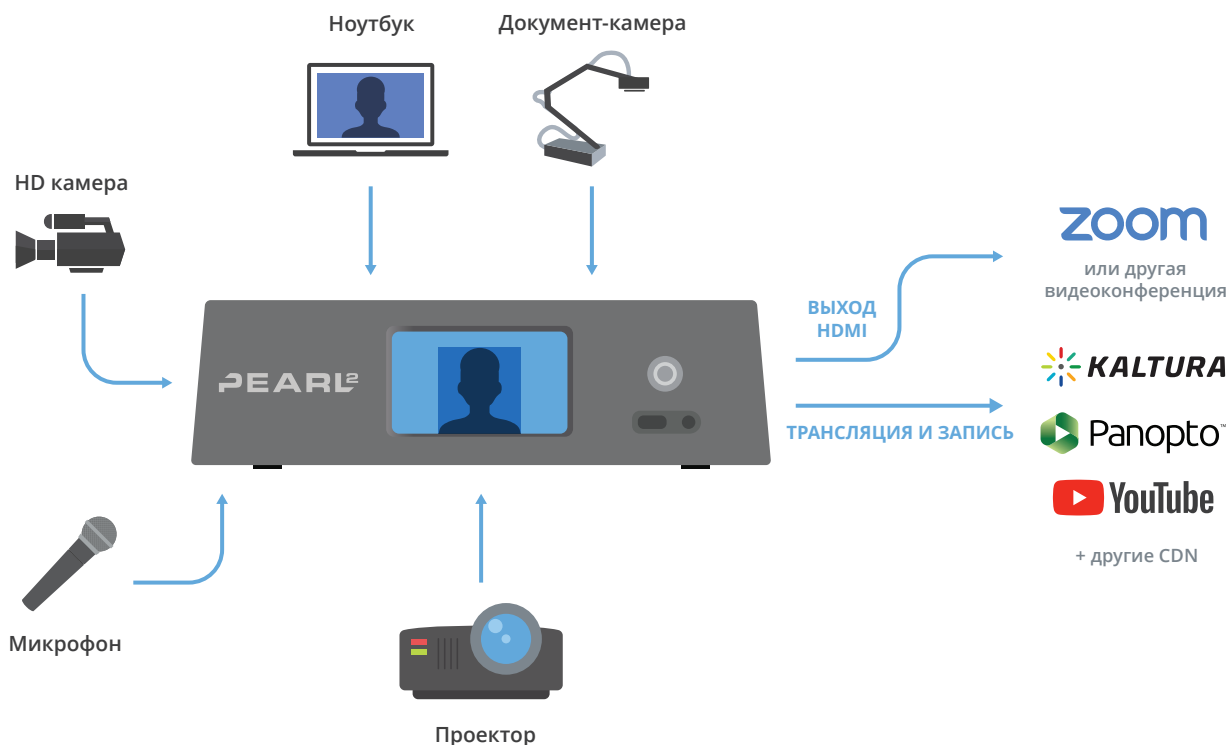 Ноутбук
Документ-камера
HD камера
zoom
или другая
видеоконференция
ВЫХОД
HDMI
PEARL2
KALTURA
ТРАНСЛЯЦИЯ И ЗАПИСЬ
Panopto™
YouTube
+ другие CDN
Микрофон
Проектор